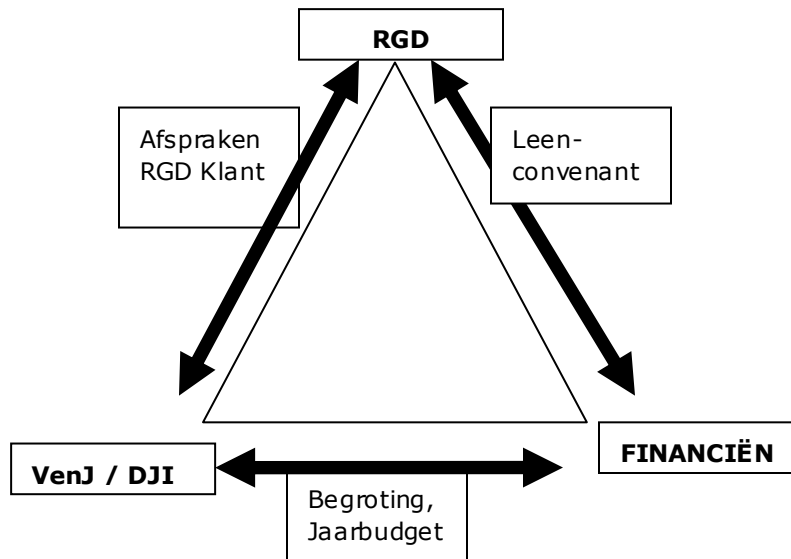 RGD
Afspraken
RGD Klant
Leen-
convenant
VenJ / DJI
FINANCIËN
Begroting,
Jaarbudget